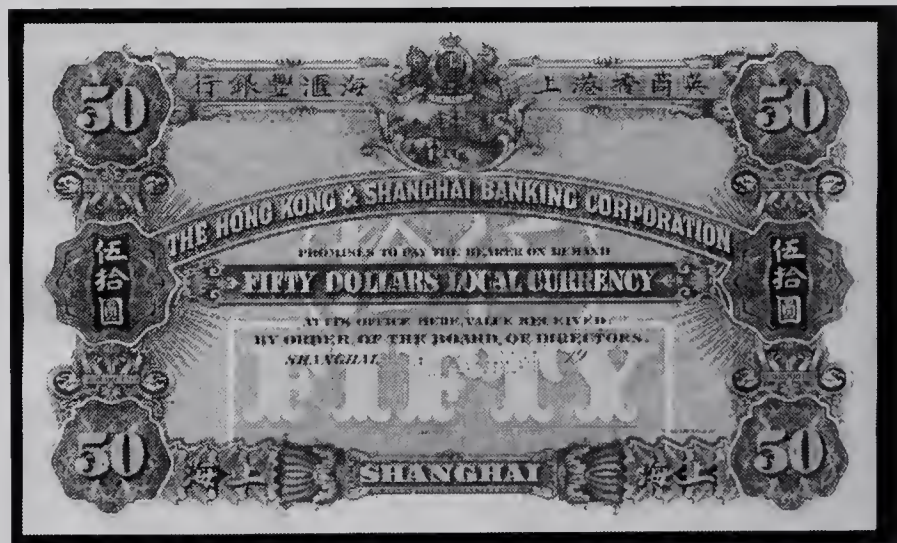 英商香港上海滙豐銀行
50 50
THE HONG KONG & SHANGHAI BANKING CORPORATION
PROMISES TO PAY THE BEARER ON DEMAND
伍拾圓 FIFTY DOLLARS LOCAL CURRENCY 伍拾圓
AT ITS OFFICE HERE, VALUE RECEIVED
BY ORDER OF THE BOARD OF DIRECTORS.
SHANGHAI
FIFTY
50 上海 SHANGHAI 上海 50